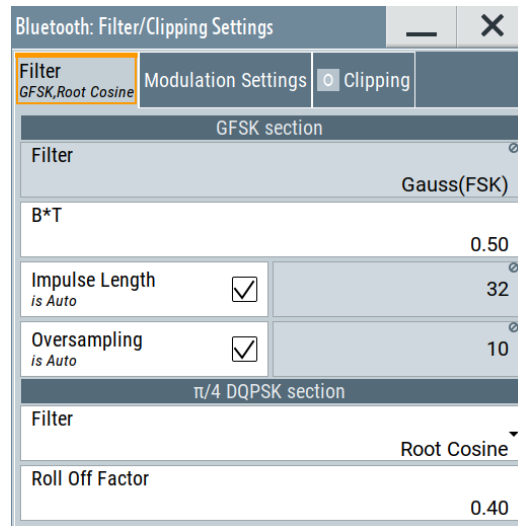 Bluetooth: Filter/Clipping Settings
Filter
GFSK,Root Cosine
Modulation Settings
O Clipping
GFSK section
Filter
Gauss(FSK)
B*T
0.50
Impulse Length
is Auto
32
Oversampling
is Auto
10
π/4 DQPSK section
Filter
Root Cosine
Roll Off Factor
0.40